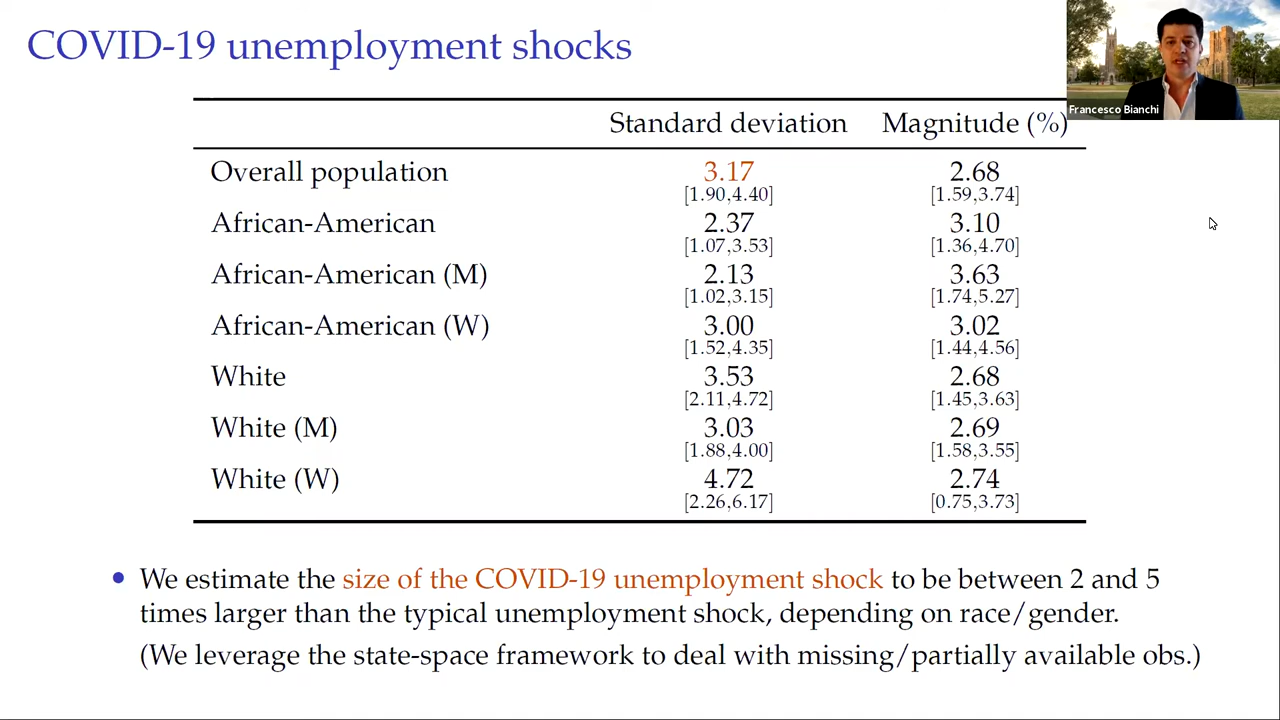 COVID-19 unemployment shocks
Francesco Bianchi
Standard deviation Magnitude (%)
Overall population 3.17 2.68
[1.90,4.40] [1.59,3.74]
African-American 2.37 3.10
[1.07,3.53] [1.36,4.70]
African-American (M) 2.13 3.63
[1.02,3.15] [1.74,5.27]
African-American (W) 3.00 3.02
[1.52,4.35] [1.44,4.56]
White 3.53 2.68
[2.11,4.72] [1.45,3.63]
White (M) 3.03 2.69
[1.88,4.00] [1.58,3.55]
White (W) 4.72 2.74
[2.26,6.17] [0.75,3.73]
• We estimate the size of the COVID-19 unemployment shock to be between 2 and 5
times larger than the typical unemployment shock, depending on race/gender.
(We leverage the state-space framework to deal with missing/partially available obs.)